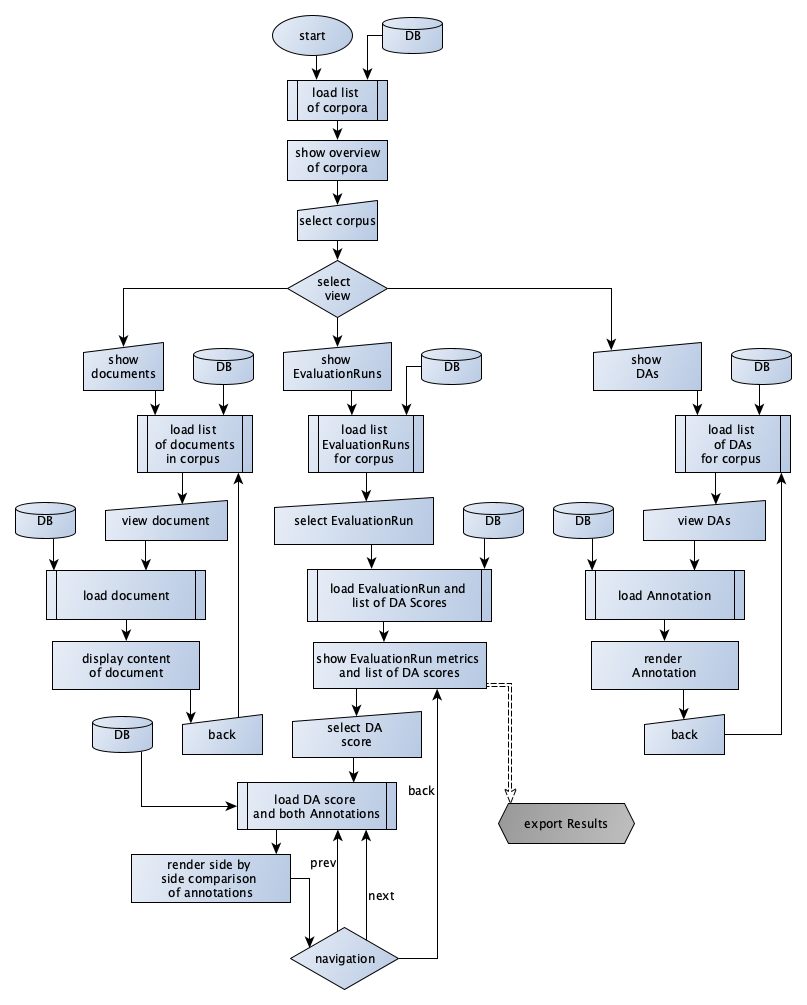 start
DB
load list
of corpora
show overview
of corpora
select corpus
select
view
show
documents
DB
show
EvaluationRuns
DB
show
DAs
DB
load list
of documents
in corpus
load list
EvaluationRuns
for corpus
load list
of DAs
for corpus
DB
view document
select EvaluationRun
DB
DB
view DAs
load document
load EvaluationRun and
list of DA Scores
load Annotation
display content
of document
show EvaluationRun metrics
and list of DA scores
render
Annotation
DB
back
select DA
score
back
load DA score
and both Annotations
back
export Results
render side by
side comparison
of annotations
prev
next
navigation